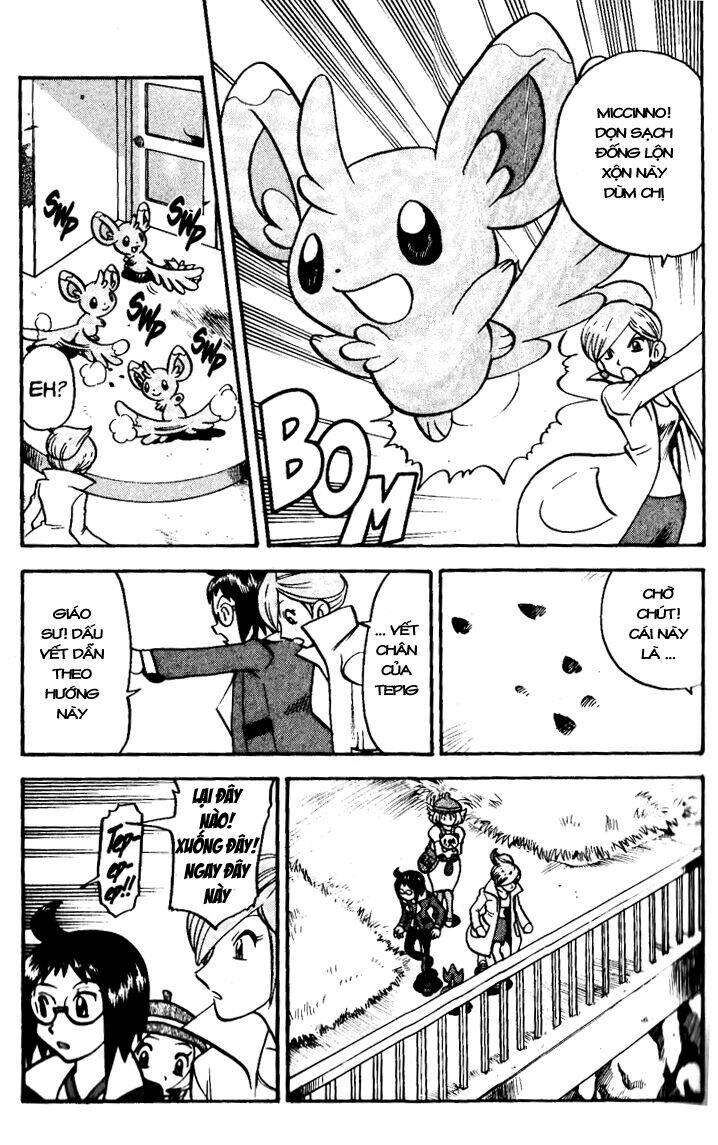 MICCINNO!
DỌN SẠCH
ĐỐNG LỘN
XỘN NÀY
DÙM CHỊ
BOM
SWP
SWP
SWP
SWP
EH?
CHỜ
CHÚT!
CÁI NÀY
LÀ ...
... VẾT
CHÂN CỦA
TEPIG
GIÁO
SƯ! DẤU
VẾT DẪN
THEO
HƯỚNG
NÀY
LẠI ĐÂY
NÀO!
XUỐNG ĐÂY!
NGAY ĐÂY
NÀY
Tep-
ep-
ep!!